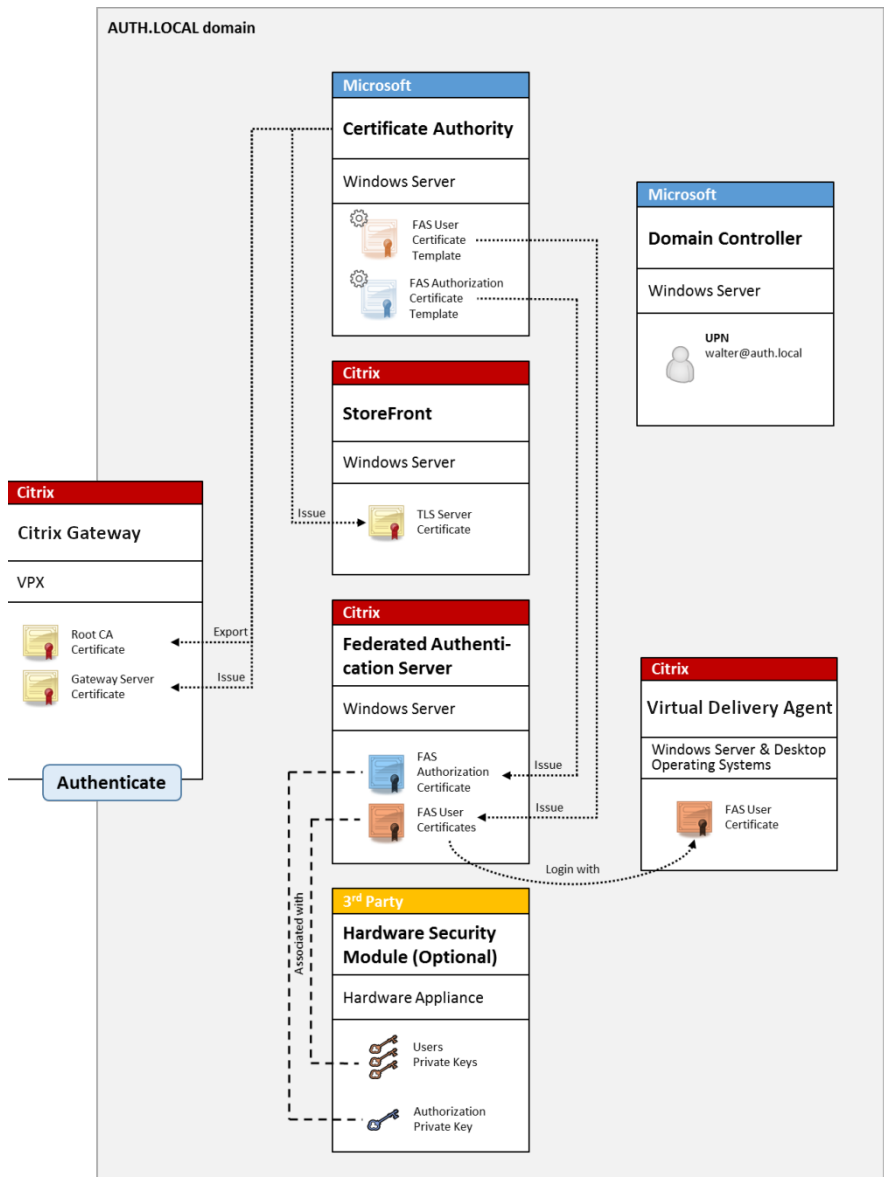 AUTH.LOCAL domain
Microsoft
Certificate Authority
Windows Server
FAS User
Certificate
Template
FAS Authorization
Certificate
Template
Microsoft
Domain Controller
Windows Server
UPN
walter@auth.local
Citrix
StoreFront
Windows Server
Issue
TLS Server
Certificate
Citrix
Citrix Gateway
VPX
Root CA
Certificate
Export
Gateway Server
Certificate
Issue
Authenticate
Citrix
Federated Authenti-
cation Server
Windows Server
FAS
Authorization
Certificate
Issue
FAS User
Certificates
Issue
Login with
Citrix
Virtual Delivery Agent
Windows Server & Desktop
Operating Systems
FAS User
Certificate
Associated with
3rd Party
Hardware Security
Module (Optional)
Hardware Appliance
Users
Private Keys
Authorization
Private Key